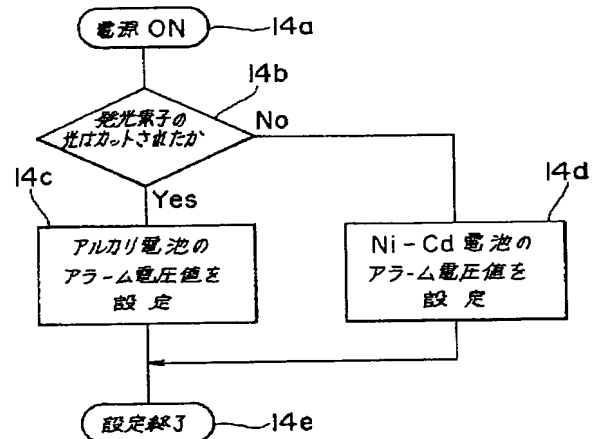 電源 ON
14a
14b
発光素子の
光はカットされたか
No
14c
Yes
14d
アルカリ電池の
アラーム電圧値を
設定
Ni-Cd 電池の
アラーム電圧値を
設定
設定終了
14e